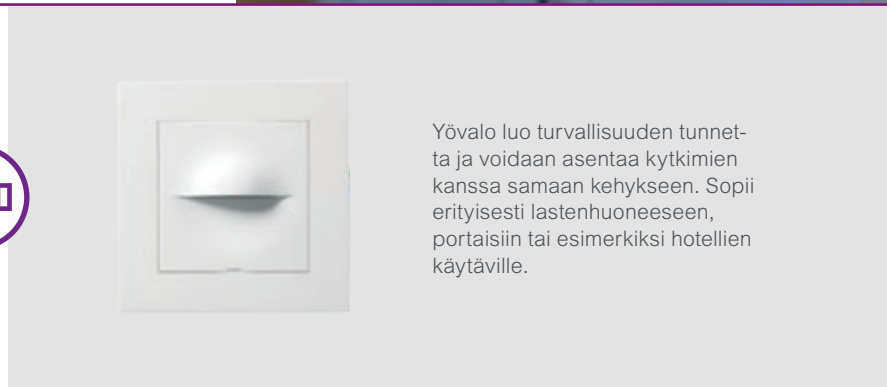 Yövalo luo turvallisuuden tunnet-
ta ja voidaan asentaa kytkimien
kanssa samaan kehykseen. Sopii
erityisesti lastenhuoneeseen,
portaisiin tai esimerkiksi hotellien
käytäville.